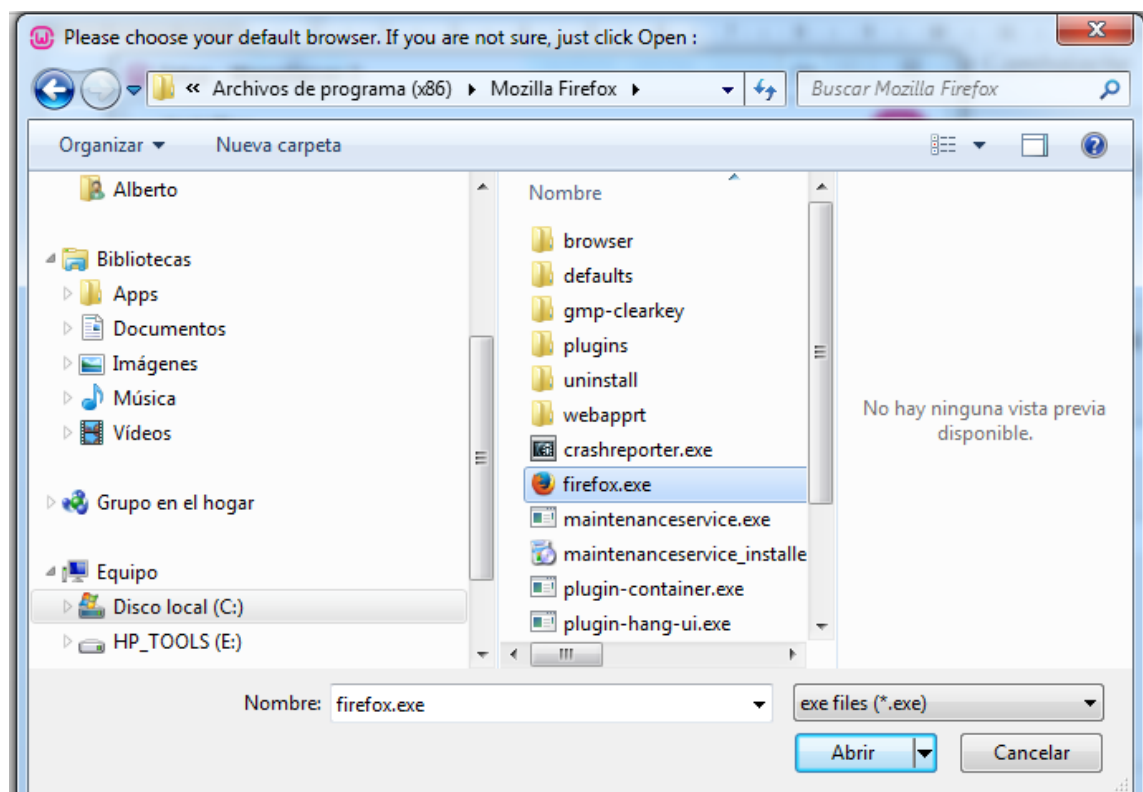 Please choose your default browser. If you are not sure, just click Open :
« Archivos de programa (x86) Mozilla Firefox
Buscar Mozilla Firefox
Organizar
Nueva carpeta
Alberto
Bibliotecas
Apps
Documentos
Imágenes
Música
Vídeos
Grupo en el hogar
Equipo
Disco local (C:)
HP_TOOLS (E:)
Nombre
browser
defaults
gmp-clearkey
plugins
uninstall
webapprt
crashreporter.exe
firefox.exe
maintenanceservice.exe
maintenanceservice_installe
plugin-container.exe
plugin-hang-ui.exe
No hay ninguna vista previa
disponible.
Nombre: firefox.exe
exe files (*.exe)
Abrir
Cancelar